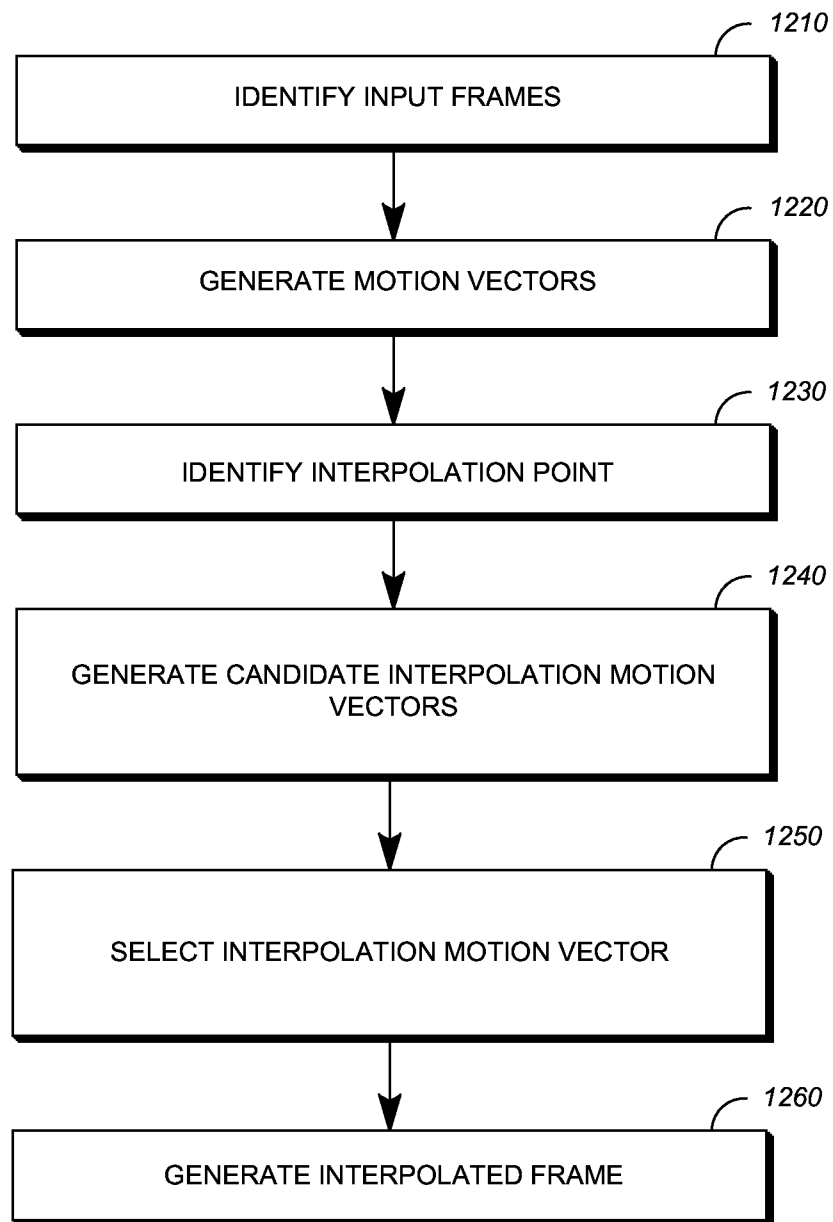 1210
IDENTIFY INPUT FRAMES
1220
GENERATE MOTION VECTORS
1230
IDENTIFY INTERPOLATION POINT
1240
GENERATE CANDIDATE INTERPOLATION MOTION
VECTORS
1250
SELECT INTERPOLATION MOTION VECTOR
1260
GENERATE INTERPOLATED FRAME